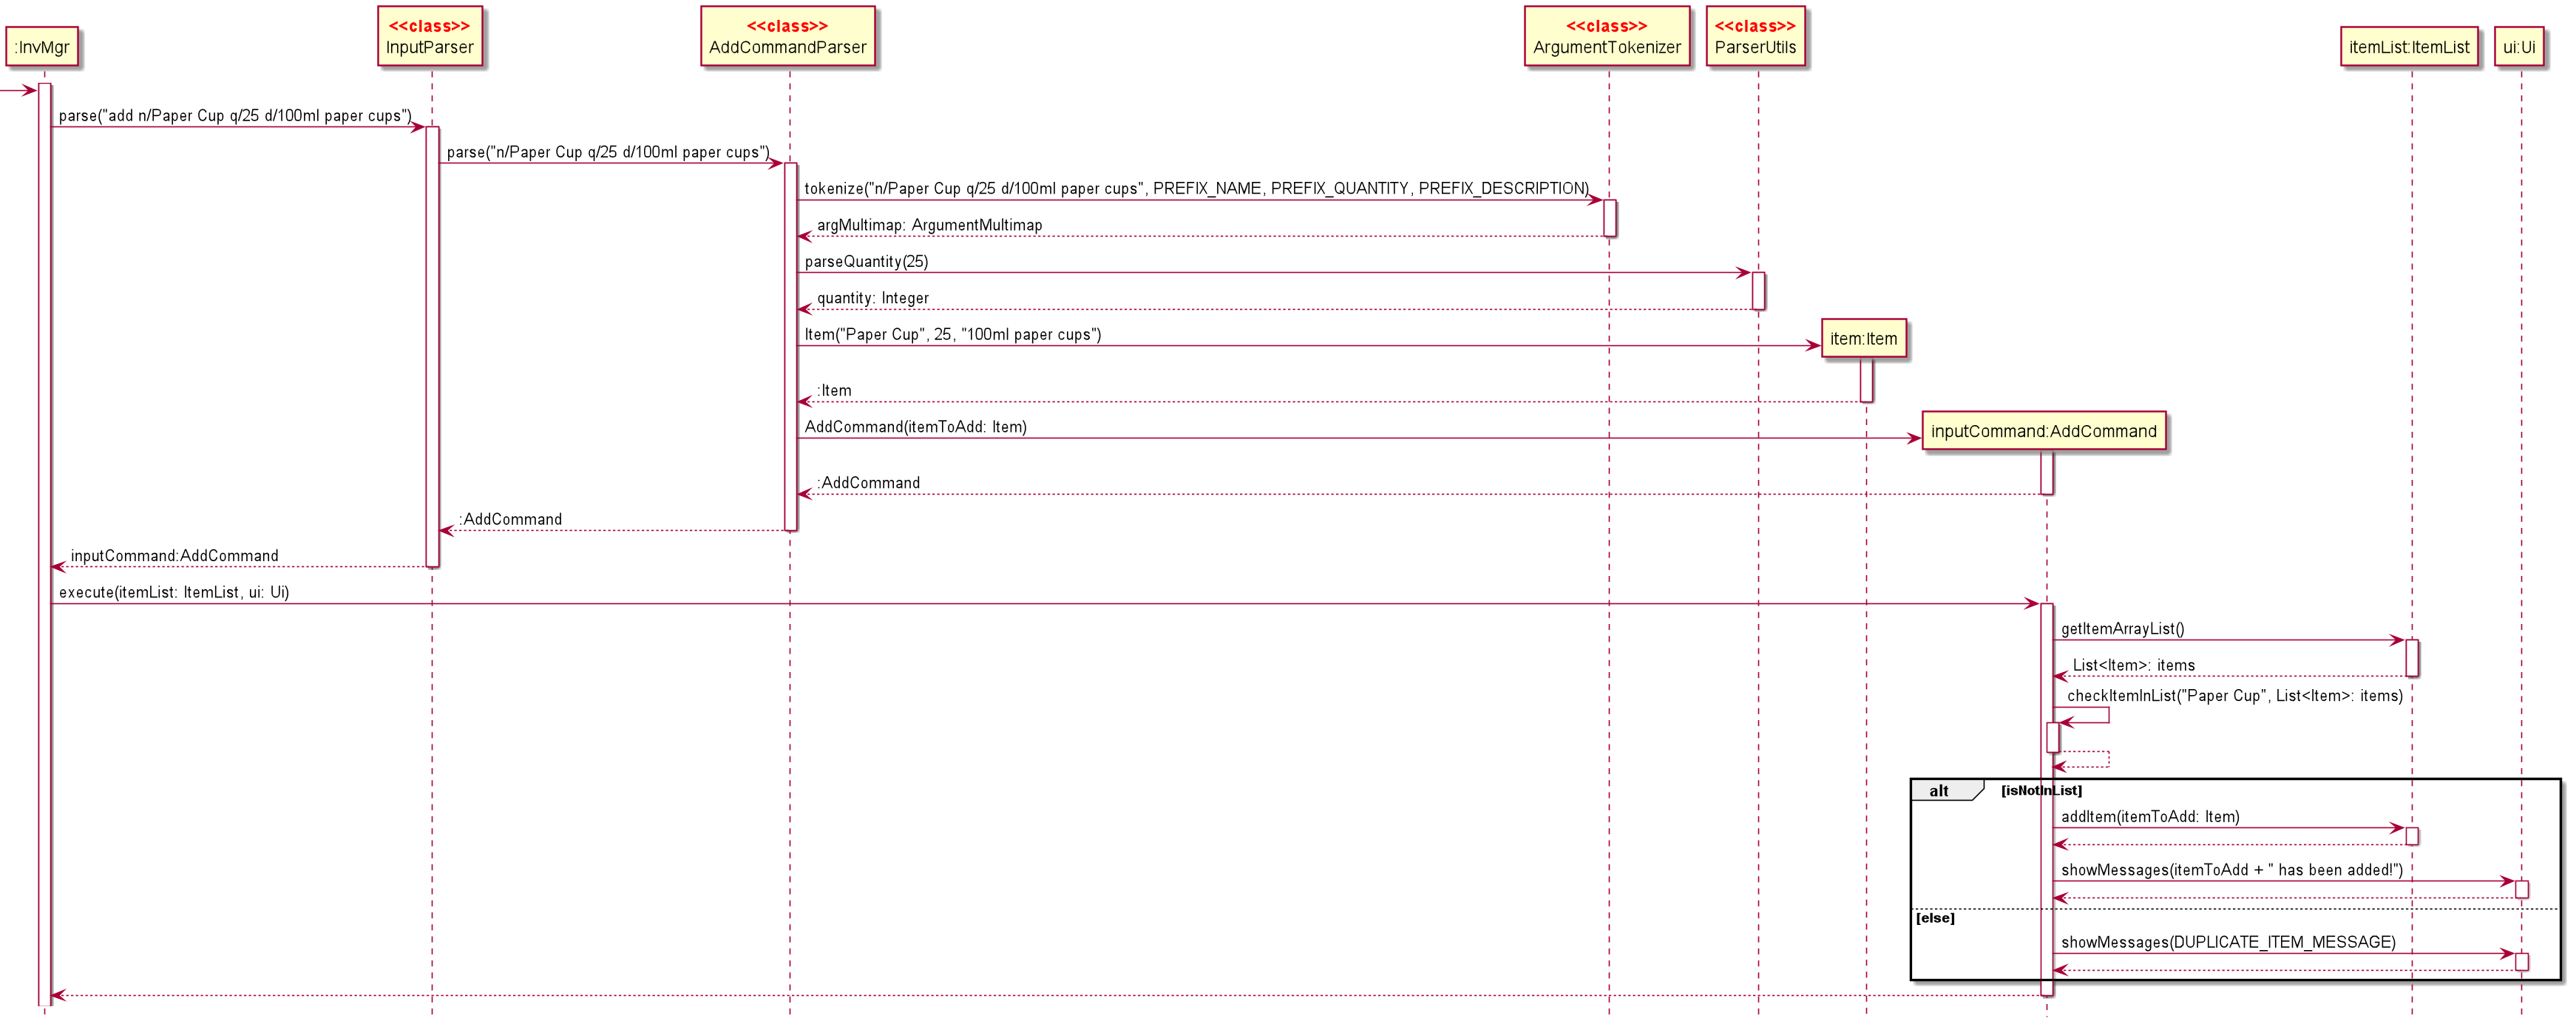 :InvMgr
<<class>>
InputParser
<<class>>
AddCommandParser
<<class>>
ArgumentTokenizer
<<class>>
ParserUtils
itemList:ItemList
ui:Ui
parse("add n/Paper Cup q/25 d/100ml paper cups")
parse("n/Paper Cup q/25 d/100ml paper cups")
tokenize("n/Paper Cup q/25 d/100ml paper cups", PREFIX_NAME, PREFIX_QUANTITY, PREFIX_DESCRIPTION)
argMultimap: ArgumentMultimap
parseQuantity(25)
quantity: Integer
Item("Paper Cup", 25, "100ml paper cups")
item:Item
:Item
AddCommand(itemToAdd: Item)
inputCommand:AddCommand
:AddCommand
:AddCommand
inputCommand:AddCommand
execute(itemList: ItemList, ui: Ui)
getItemArrayList()
List<Item>: items
checkItemInList("Paper Cup", List<Item>: items)
alt [isNotInList]
addItem(itemToAdd: Item)
showMessages(itemToAdd + " has been added!")
[else]
showMessages(DUPLICATE_ITEM_MESSAGE)